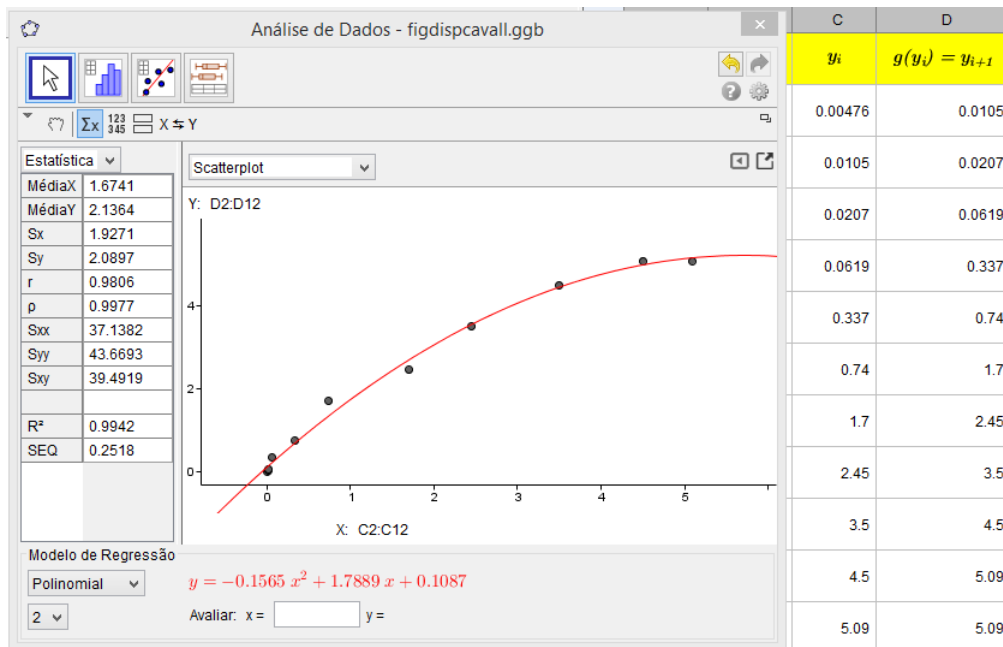 Análise de Dados - figdispcavall.ggb
123
345
Σx
X ⇆ Y
Estatística
MédiaX 1.6741
MédiaY 2.1364
Sx 1.9271
Sy 2.0897
r 0.9806
ρ 0.9977
Sxx 37.1382
Syy 43.6693
Sxy 39.4919
R² 0.9942
SEQ 0.2518
Scatterplot
Y: D2:D12
4
2
0
0 1 2 3 4 5
X: C2:C12
Modelo de Regressão
Polinomial
2
y = −0.1565 x² + 1.7889 x + 0.1087
Avaliar: x = y =
C D
yᵢ g(yᵢ) = yᵢ₊₁
0.00476 0.0105
0.0105 0.0207
0.0207 0.0619
0.0619 0.337
0.337 0.74
0.74 1.7
1.7 2.45
2.45 3.5
3.5 4.5
4.5 5.09
5.09 5.09